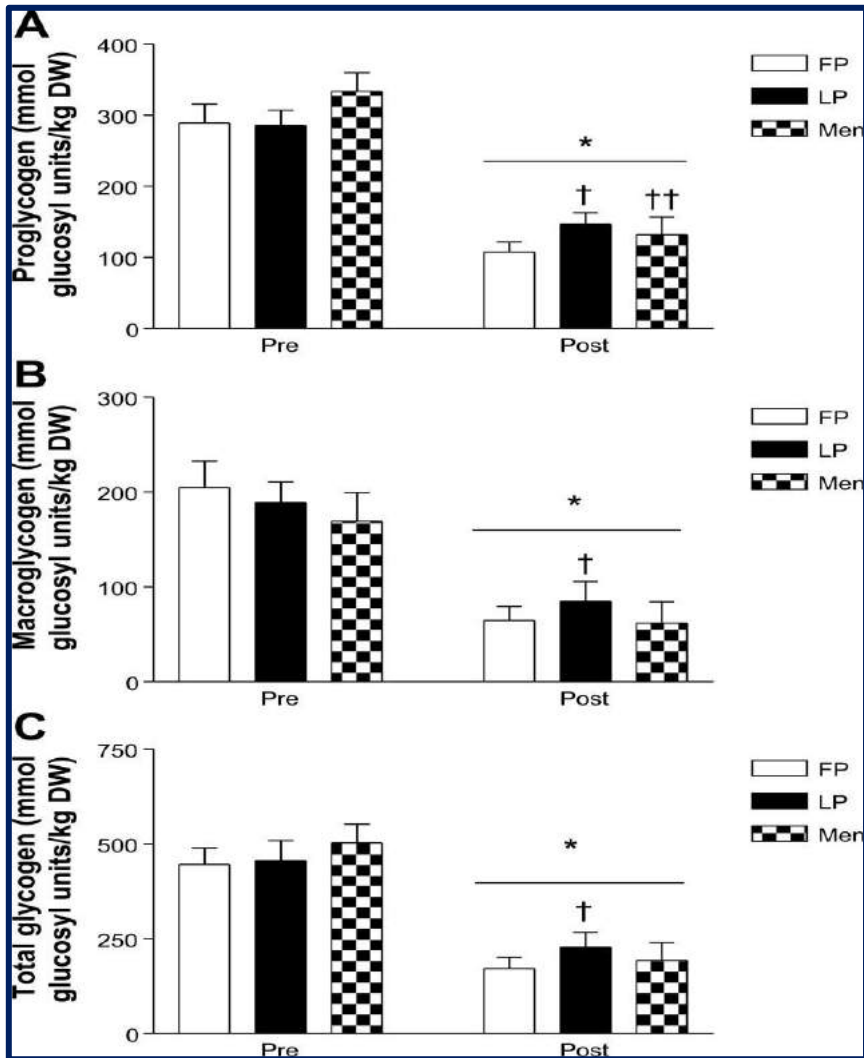 A
Proglycogen (mmol
glucosyl units/kg DW)
400
300
200
100
0
Pre
Post
*
†
††
FP
LP
Men
B
Macroglycogen (mmol
glucosyl units/kg DW)
300
200
100
0
Pre
Post
*
†
FP
LP
Men
C
Total glycogen (mmol
glucosyl units/kg DW)
750
500
250
0
Pre
Post
*
†
FP
LP
Men